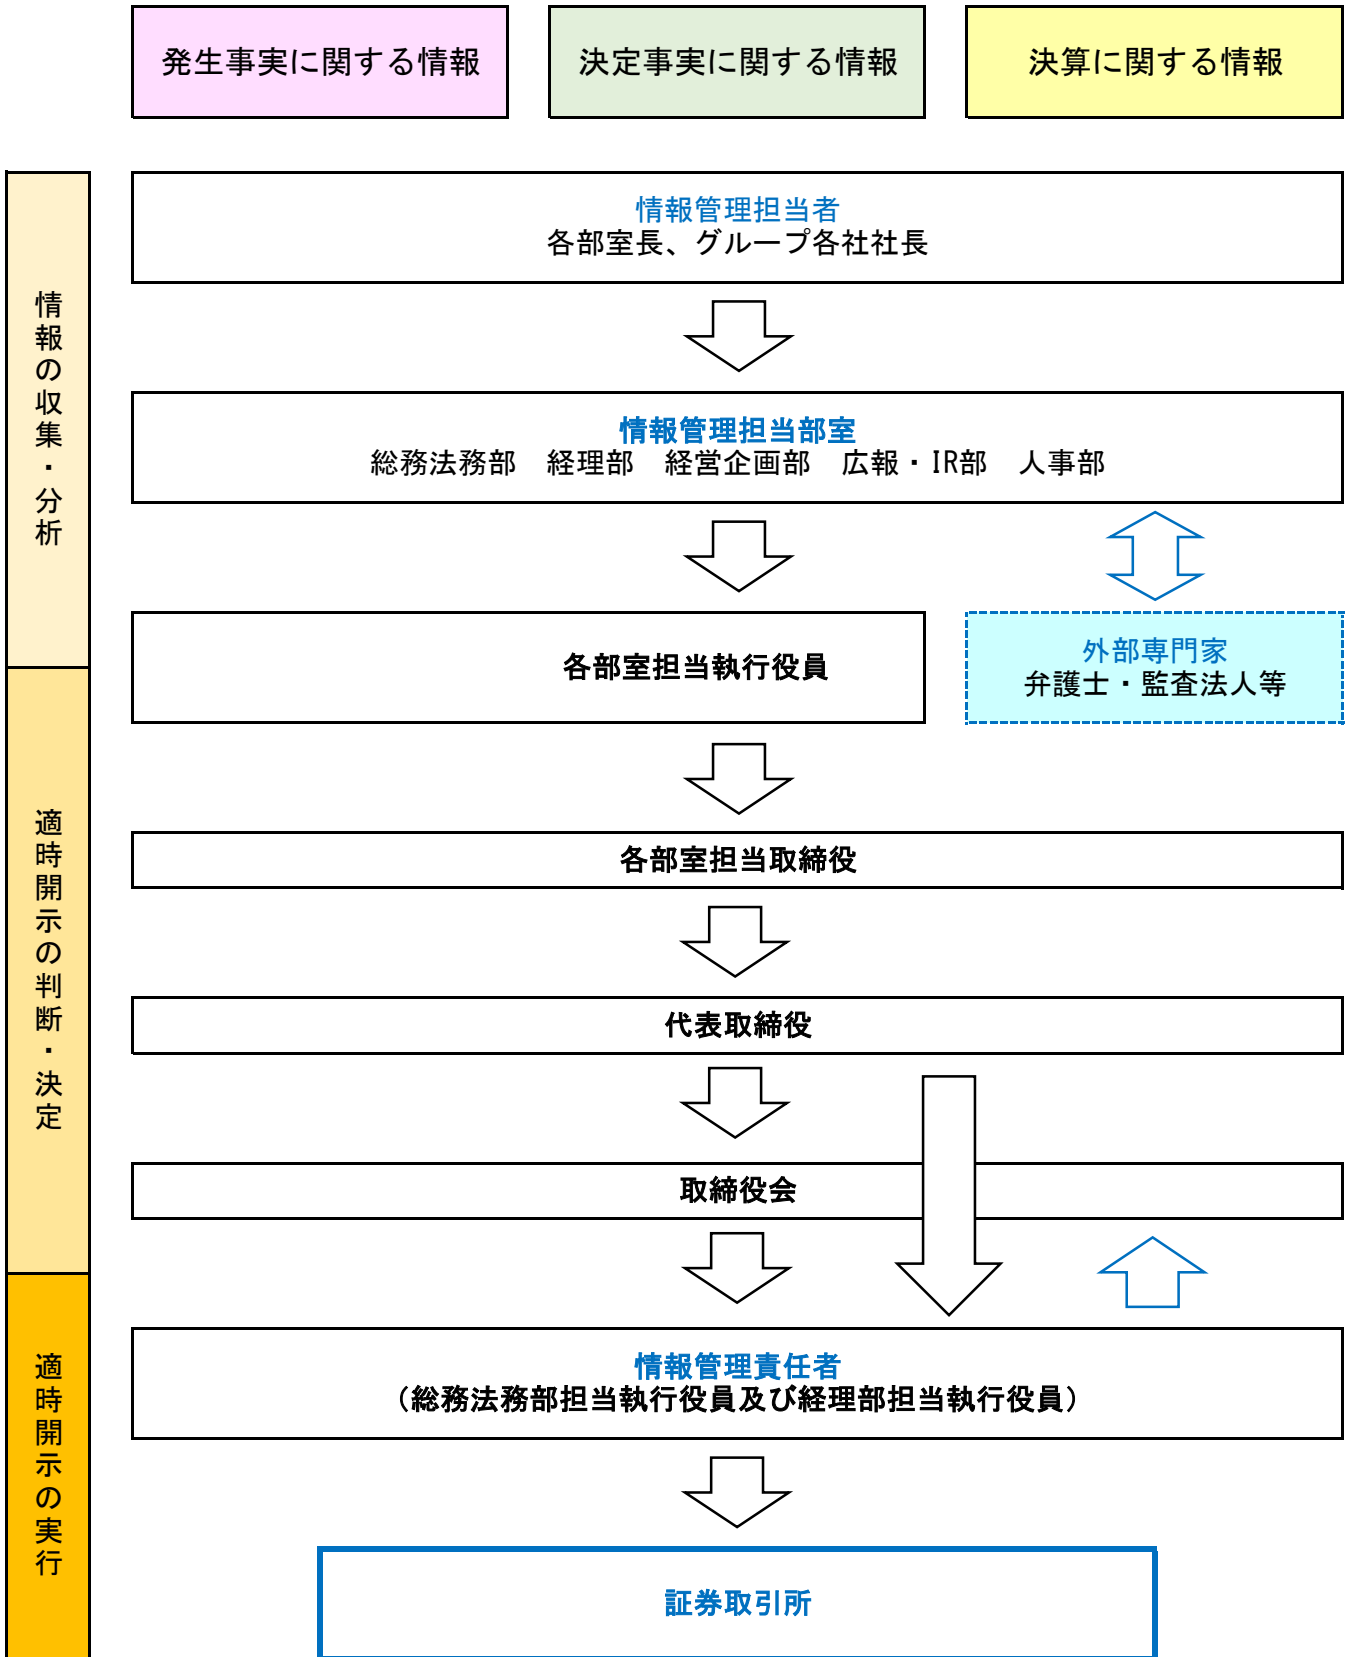 発生事実に関する情報
決定事実に関する情報
決算に関する情報
情報の収集・分析
情報管理担当者
各部室長、グループ各社社長
情報管理担当部室
総務法務部　経理部　経営企画部　広報・IR部　人事部
各部室担当執行役員
外部専門家
弁護士・監査法人等
適時開示の判断・決定
各部室担当取締役
代表取締役
取締役会
適時開示の実行
情報管理責任者
（総務法務部担当執行役員及び経理部担当執行役員）
証券取引所